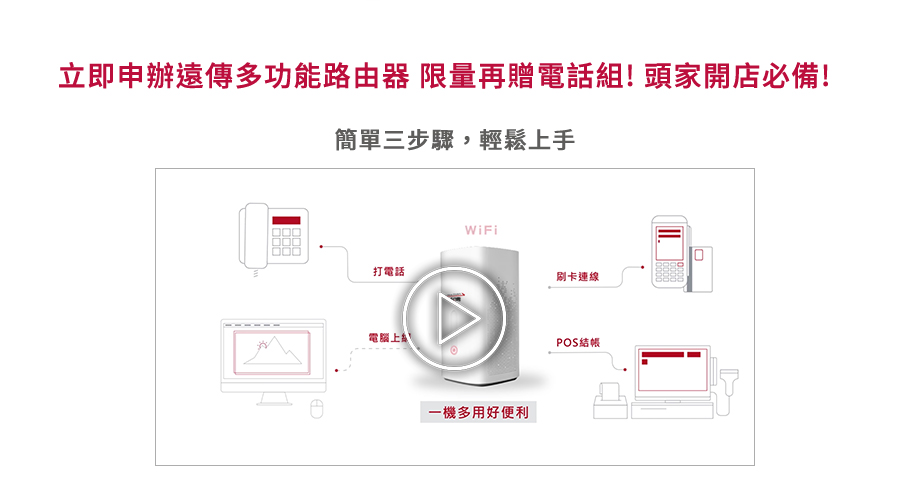 立即申辦遠傳多功能路由器 限量再贈電話組! 頭家開店必備!
簡單三步驟，輕鬆上手
WiFi
打電話
刷卡連線
電腦上
POS結帳
一機多用好便利